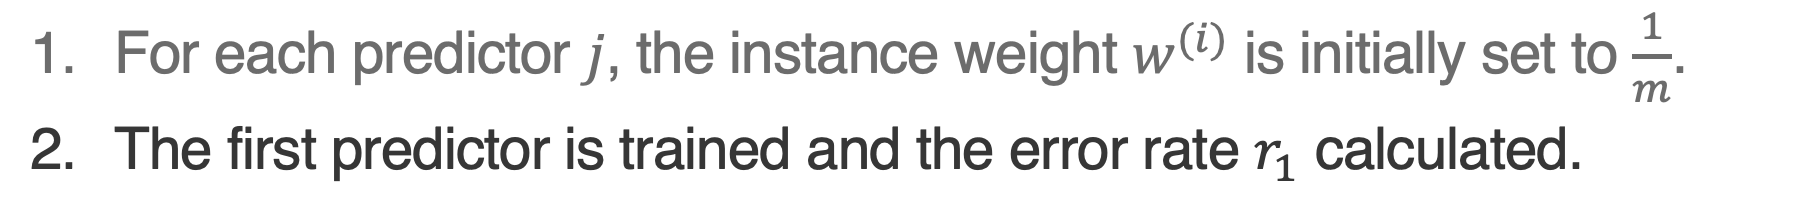 1. For each predictor j, the instance weight w⁽ⁱ⁾ is initially set to 1/m.
2. The first predictor is trained and the error rate r₁ calculated.